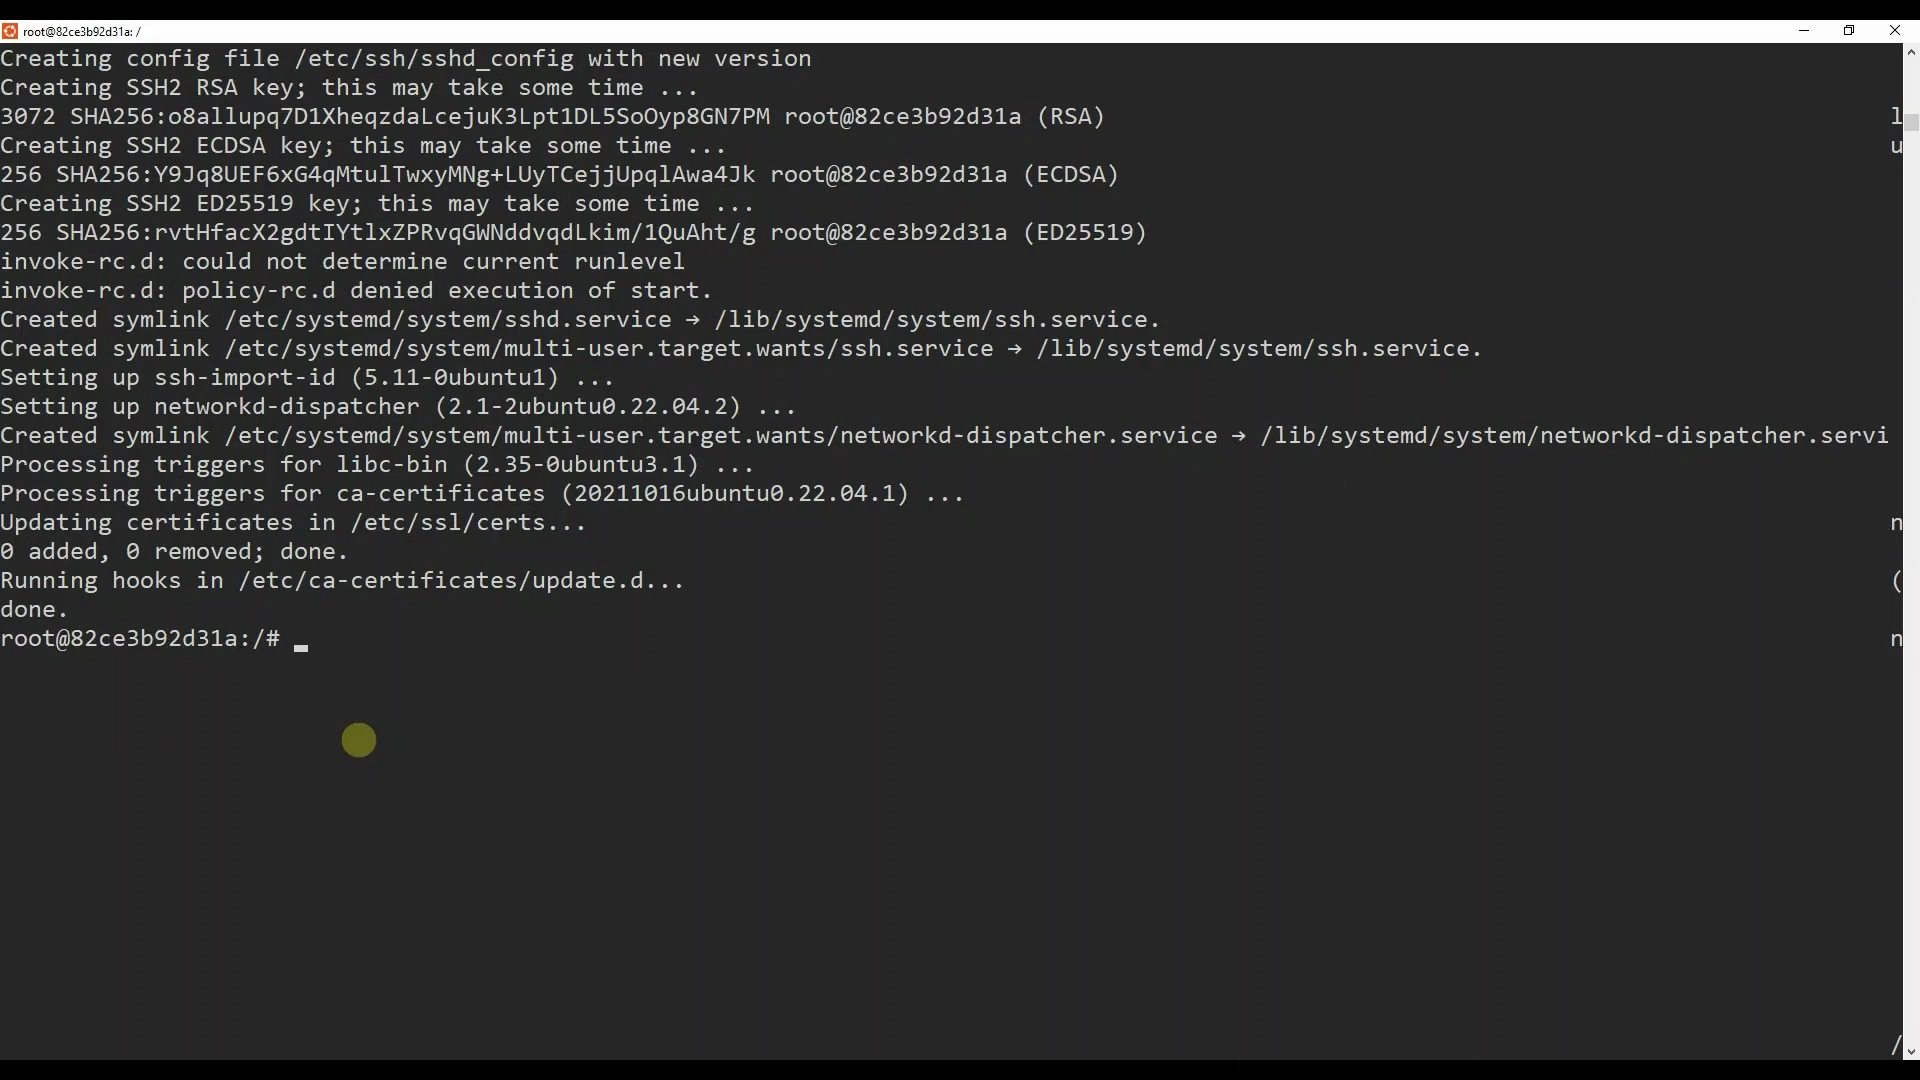 root@82ce3b92d31a: /
Creating config file /etc/ssh/sshd_config with new version
Creating SSH2 RSA key; this may take some time ...
3072 SHA256:o8allupq7D1XheqzdaLcejuK3Lpt1DL5SoOyp8GN7PM root@82ce3b92d31a (RSA) l
Creating SSH2 ECDSA key; this may take some time ... u
256 SHA256:Y9Jq8UEF6xG4qMtulTwxyMNg+LUyTCejjUpqlAwa4Jk root@82ce3b92d31a (ECDSA)
Creating SSH2 ED25519 key; this may take some time ...
256 SHA256:rvtHfacX2gdtIYtlxZPRvqGWNddvqdLkim/1QuAht/g root@82ce3b92d31a (ED25519)
invoke-rc.d: could not determine current runlevel
invoke-rc.d: policy-rc.d denied execution of start.
Created symlink /etc/systemd/system/sshd.service → /lib/systemd/system/ssh.service.
Created symlink /etc/systemd/system/multi-user.target.wants/ssh.service → /lib/systemd/system/ssh.service.
Setting up ssh-import-id (5.11-0ubuntu1) ...
Setting up networkd-dispatcher (2.1-2ubuntu0.22.04.2) ...
Created symlink /etc/systemd/system/multi-user.target.wants/networkd-dispatcher.service → /lib/systemd/system/networkd-dispatcher.servi
Processing triggers for libc-bin (2.35-0ubuntu3.1) ...
Processing triggers for ca-certificates (20211016ubuntu0.22.04.1) ...
Updating certificates in /etc/ssl/certs... n
0 added, 0 removed; done.
Running hooks in /etc/ca-certificates/update.d... (
done.
root@82ce3b92d31a:/# n
/